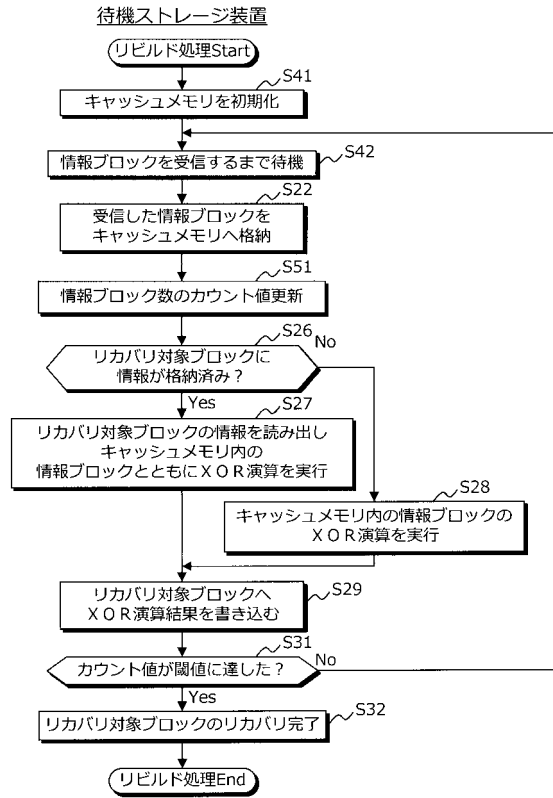 待機ストレージ装置
リビルド処理Start
S41
キャッシュメモリを初期化
S42
情報ブロックを受信するまで待機
S22
受信した情報ブロックを
キャッシュメモリへ格納
S51
情報ブロック数のカウント値更新
S26
リカバリ対象ブロックに
情報が格納済み？
No
Yes
S27
リカバリ対象ブロックの情報を読み出し
キャッシュメモリ内の
情報ブロックとともにＸＯＲ演算を実行
S28
キャッシュメモリ内の情報ブロックの
ＸＯＲ演算を実行
S29
リカバリ対象ブロックへ
ＸＯＲ演算結果を書き込む
S31
カウント値が閾値に達した？
No
Yes
S32
リカバリ対象ブロックのリカバリ完了
リビルド処理End